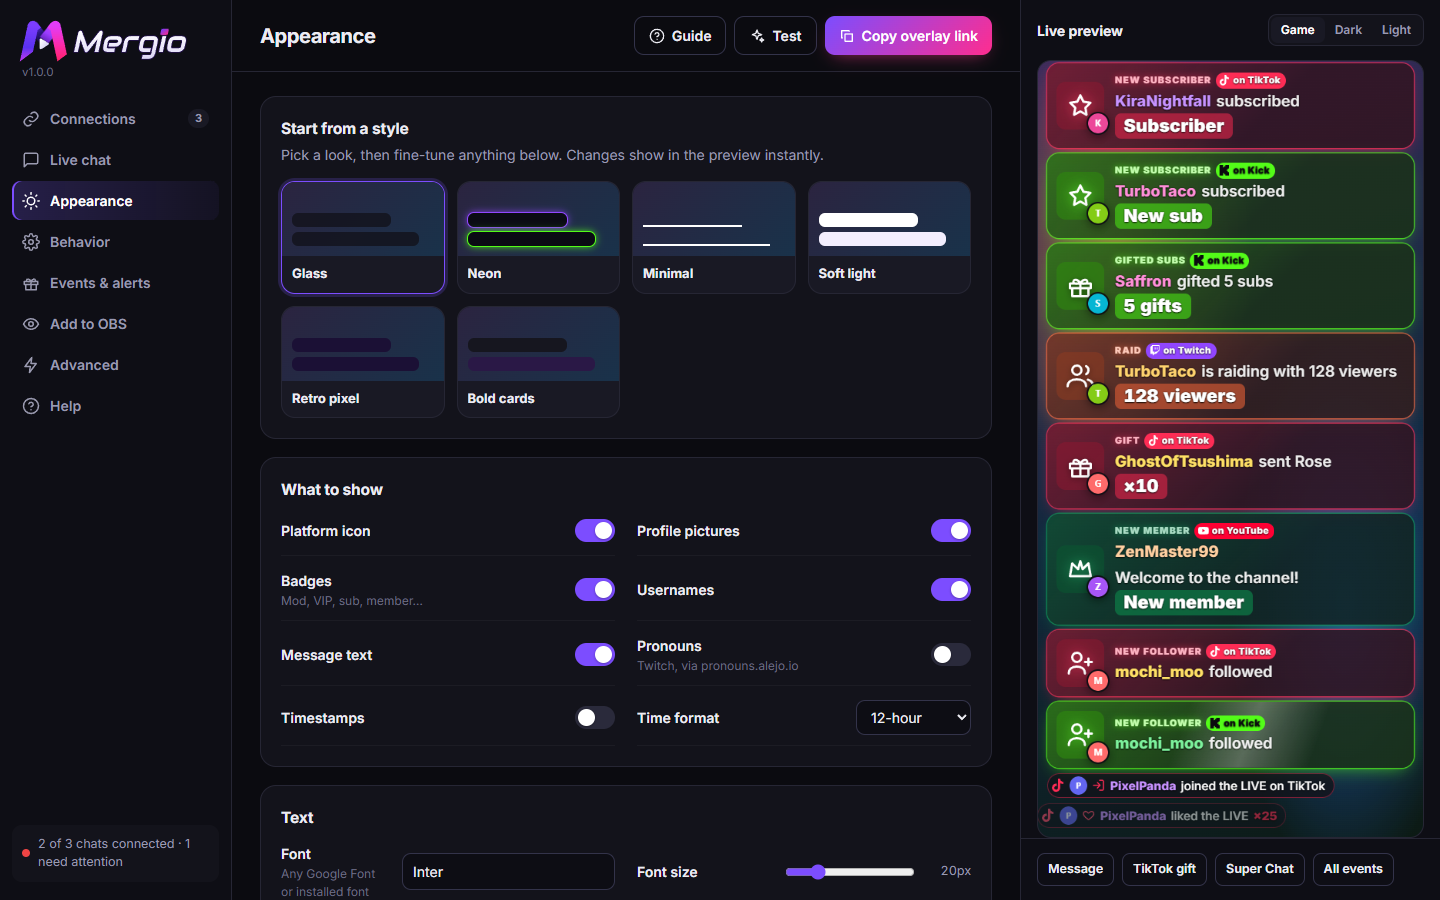 Mergio
v1.0.0
Connections
3
Live chat
Appearance
Behavior
Events & alerts
Add to OBS
Advanced
Help
2 of 3 chats connected · 1
need attention
Appearance
Guide
Test
Copy overlay link
Start from a style
Pick a look, then fine-tune anything below. Changes show in the preview instantly.
Glass
Neon
Minimal
Soft light
Retro pixel
Bold cards
What to show
Platform icon
Profile pictures
Badges
Mod, VIP, sub, member...
Usernames
Message text
Pronouns
Twitch, via pronouns.alejo.io
Timestamps
Time format
12-hour
Text
Font
Any Google Font
or installed font
Inter
Font size
20px
Live preview
Game
Dark
Light
NEW SUBSCRIBER on TikTok
KiraNightfall subscribed
K
Subscriber
NEW SUBSCRIBER on Kick
TurboTaco subscribed
T
New sub
GIFTED SUBS on Kick
Saffron gifted 5 subs
S
5 gifts
RAID on Twitch
TurboTaco is raiding with 128 viewers
T
128 viewers
GIFT on TikTok
GhostOfTsushima sent Rose
G
×10
NEW MEMBER on YouTube
ZenMaster99
Welcome to the channel!
Z
New member
NEW FOLLOWER on TikTok
mochi_moo followed
M
NEW FOLLOWER on Kick
mochi_moo followed
M
P PixelPanda joined the LIVE on TikTok
P PixelPanda liked the LIVE ×25
Message
TikTok gift
Super Chat
All events